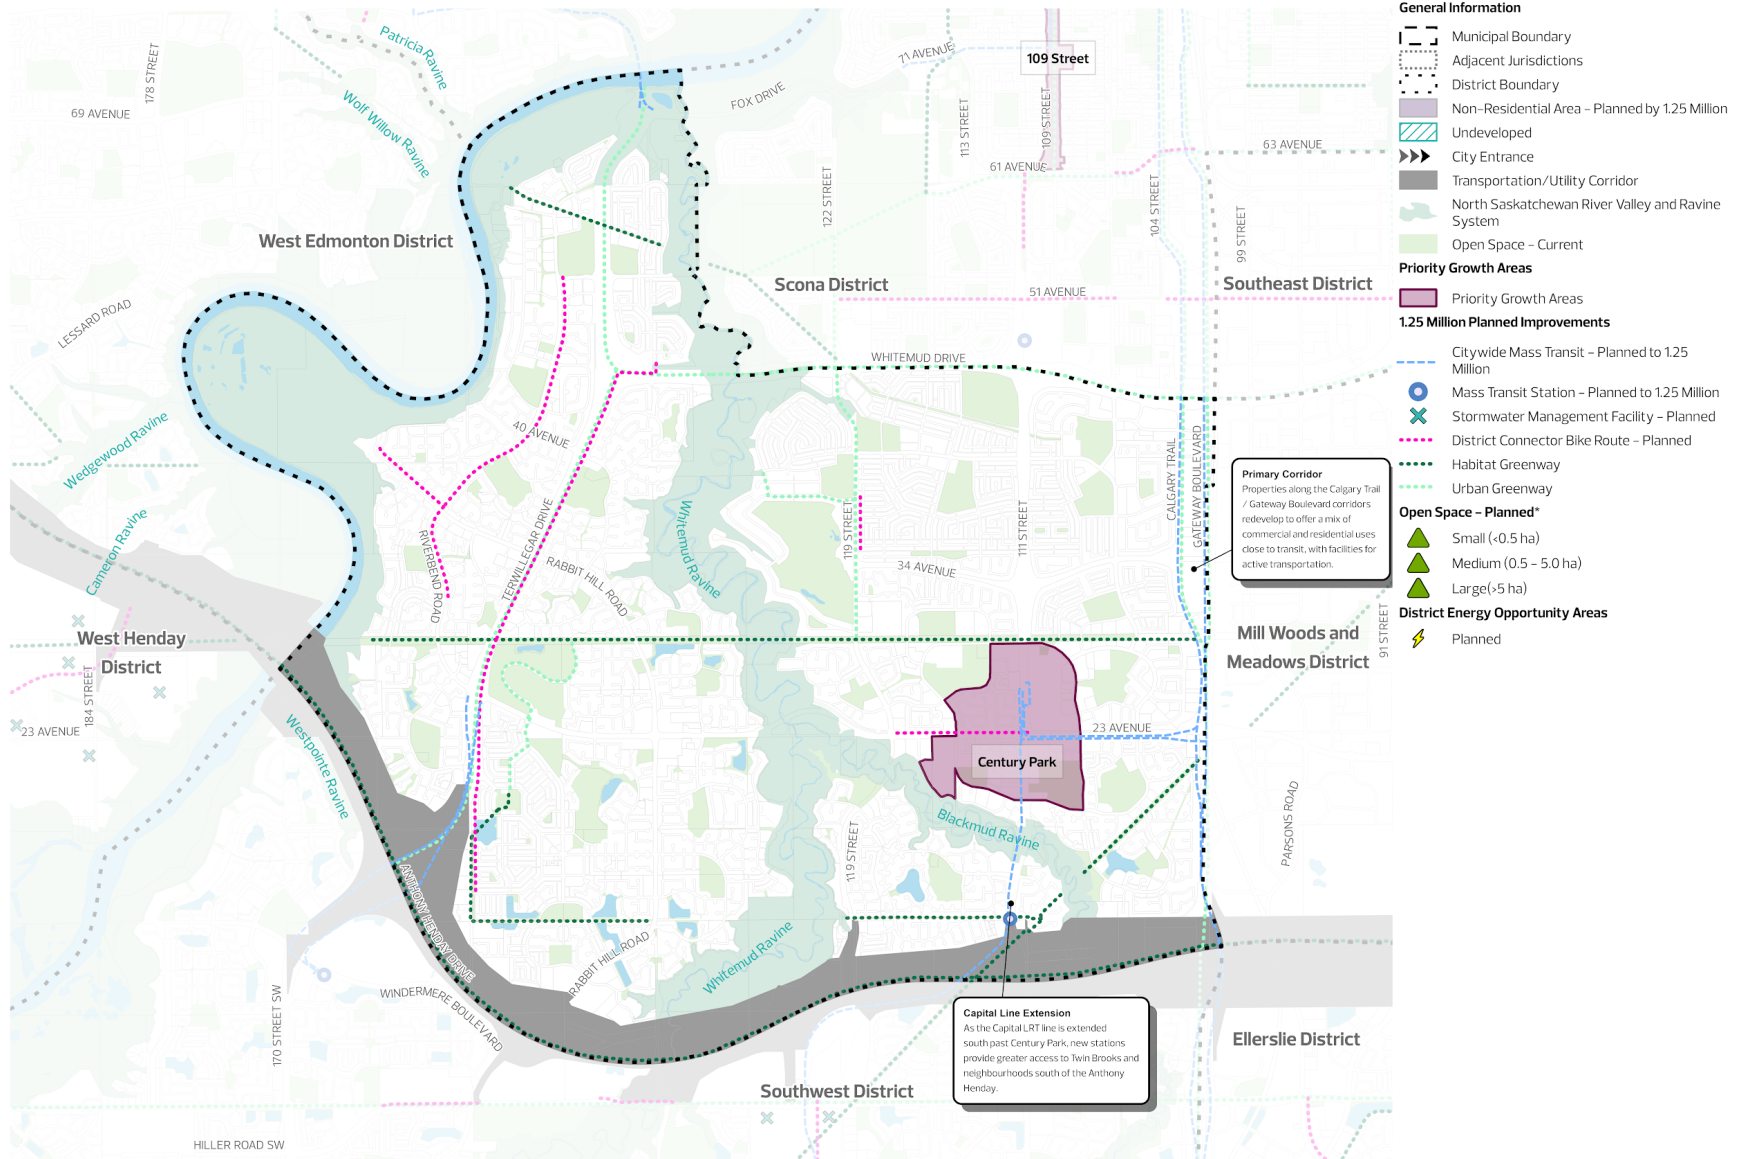 General Information
Municipal Boundary
Adjacent Jurisdictions
District Boundary
Non-Residential Area - Planned by 1.25 Million
Undeveloped
City Entrance
Transportation/Utility Corridor
North Saskatchewan River Valley and Ravine
System
Open Space - Current
Priority Growth Areas
Priority Growth Areas
1.25 Million Planned Improvements
Citywide Mass Transit - Planned to 1.25
Million
Mass Transit Station - Planned to 1.25 Million
Stormwater Management Facility - Planned
District Connector Bike Route - Planned
Habitat Greenway
Urban Greenway
Open Space - Planned*
Small (<0.5 ha)
Medium (0.5 - 5.0 ha)
Large(>5 ha)
District Energy Opportunity Areas
Planned
Patricia Ravine
178 STREET
69 AVENUE
Wolf Willow Ravine
FOX DRIVE
71 AVENUE
109 Street
109 STREET
113 STREET
61 AVENUE
63 AVENUE
122 STREET
104 STREET
99 STREET
West Edmonton District
Scona District
Southeast District
51 AVENUE
LESSARD ROAD
WHITEMUD DRIVE
40 AVENUE
Wedgewood Ravine
CALGARY TRAIL
GATEWAY BOULEVARD
Primary Corridor
Properties along the Calgary Trail
/ Gateway Boulevard corridors
redevelop to offer a mix of
commercial and residential uses
close to transit, with facilities for
active transportation.
Cameron Ravine
RIVERBEND ROAD
TERWILLEGAR DRIVE
RABBIT HILL ROAD
Whitemud Ravine
119 STREET
111 STREET
34 AVENUE
91 STREET
West Henday
District
Mill Woods and
Meadows District
184 STREET
23 AVENUE
Westpointe Ravine
23 AVENUE
Century Park
Blackmud Ravine
119 STREET
PARSONS ROAD
ANTHONY HENDAY DRIVE
RABBIT HILL ROAD
Whitemud Ravine
WINDERMERE BOULEVARD
170 STREET SW
Capital Line Extension
As the Capital LRT line is extended
south past Century Park, new stations
provide greater access to Twin Brooks and
neighbourhoods south of the Anthony
Henday.
Ellerslie District
Southwest District
HILLER ROAD SW